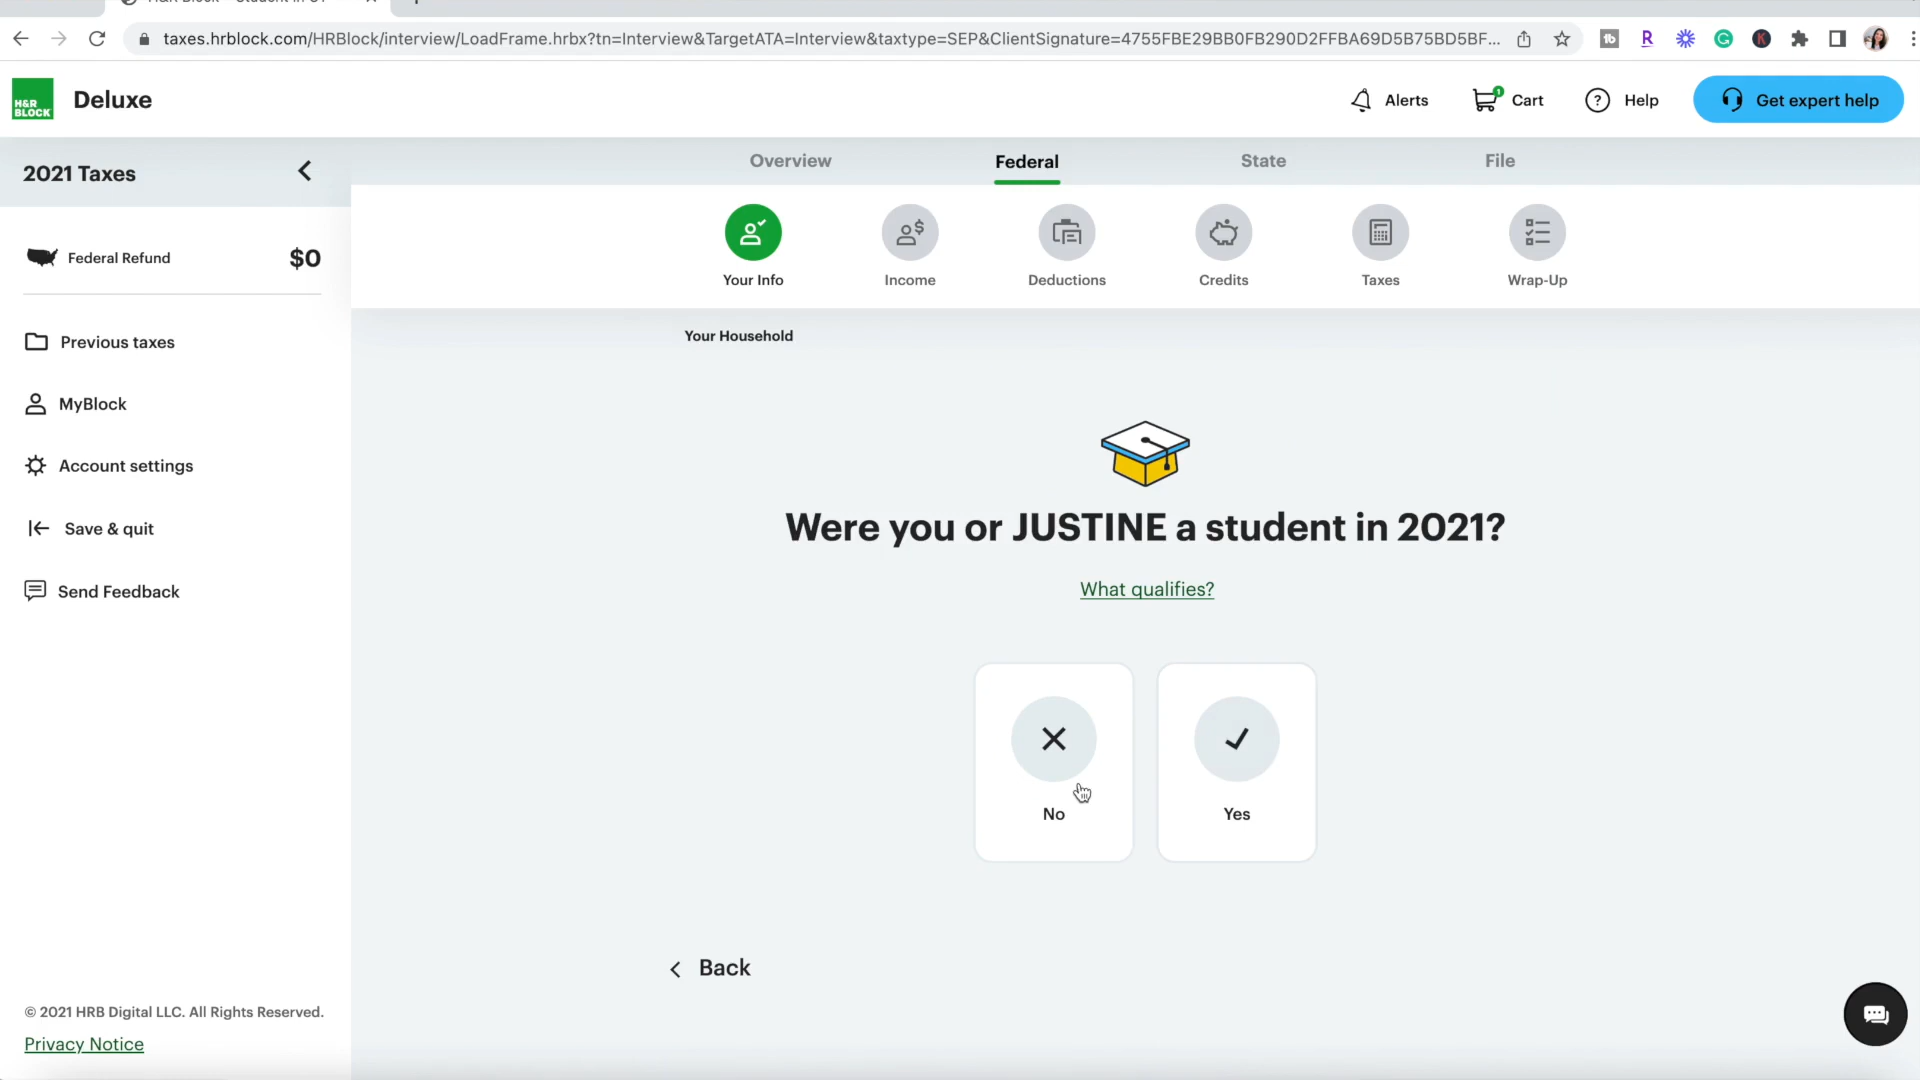 taxes.hrblock.com/HRBlock/interview/LoadFrame.hrbx?tn=Interview&TargetATA=Interview&taxtype=SEP&ClientSignature=4755FBE29BB0FB290D2FFBA69D5B75BD5BF...
H&R
BLOCK
Deluxe
Alerts
1
Cart
Help
Get expert help
2021 Taxes
Overview
Federal
State
File
Federal Refund
$0
Your Info
Income
Deductions
Credits
Taxes
Wrap-Up
Previous taxes
MyBlock
Account settings
Save & quit
Send Feedback
Your Household
Were you or JUSTINE a student in 2021?
What qualifies?
No
Yes
Back
© 2021 HRB Digital LLC. All Rights Reserved.
Privacy Notice